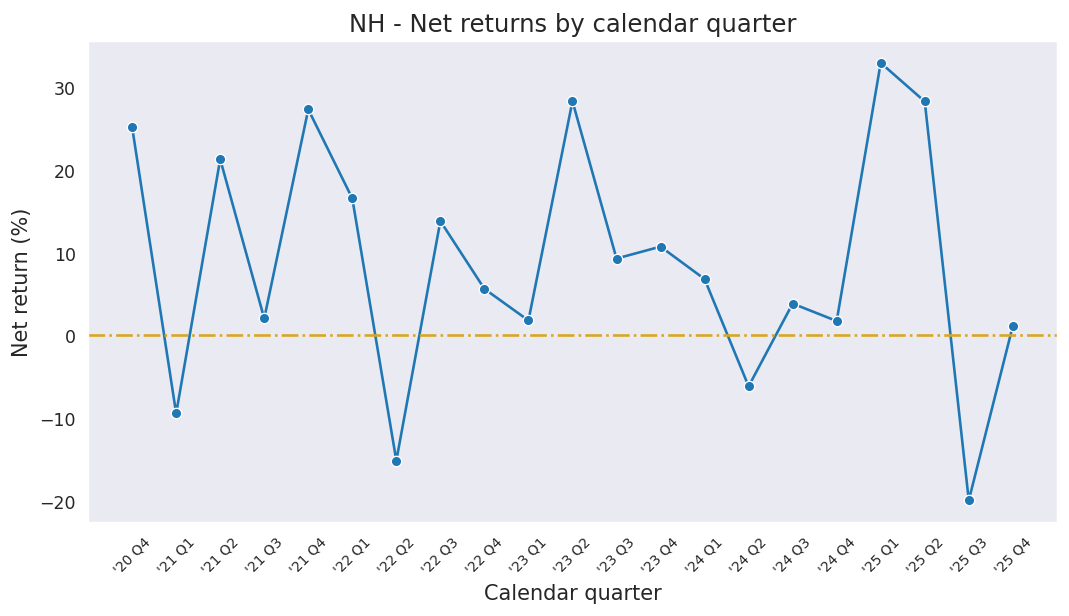 NH - Net returns by calendar quarter
Net return (%)
30
20
10
0
−10
−20
'20 Q4
'21 Q1
'21 Q2
'21 Q3
'21 Q4
'22 Q1
'22 Q2
'22 Q3
'22 Q4
'23 Q1
'23 Q2
'23 Q3
'23 Q4
'24 Q1
'24 Q2
'24 Q3
'24 Q4
'25 Q1
'25 Q2
'25 Q3
'25 Q4
Calendar quarter